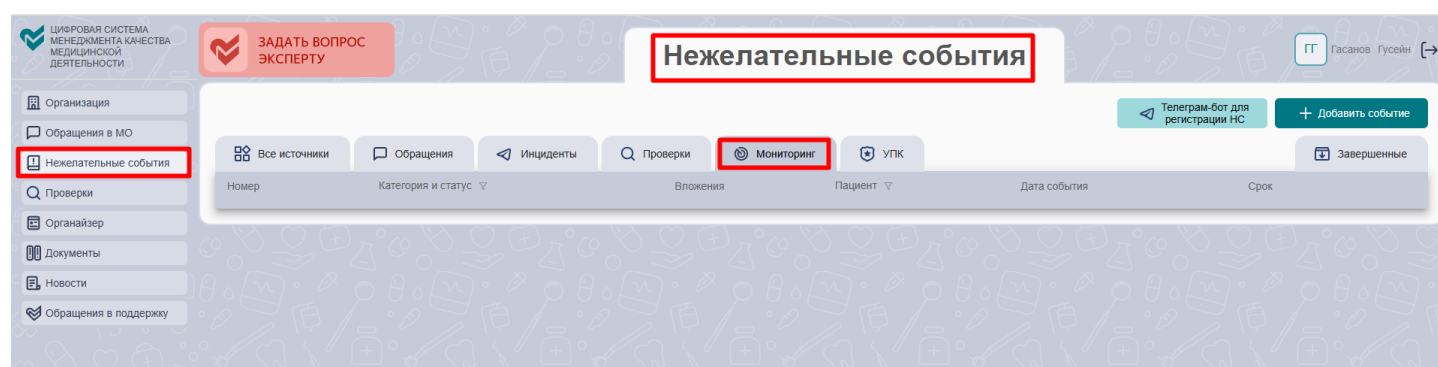 ЦИФРОВАЯ СИСТЕМА
МЕНЕДЖМЕНТА КАЧЕСТВА
МЕДИЦИНСКОЙ
ДЕЯТЕЛЬНОСТИ
ЗАДАТЬ ВОПРОС
ЭКСПЕРТУ
Нежелательные события
ГГ Гасанов Гусейн
Организация
Обращения в МО
Нежелательные события
Проверки
Органайзер
Документы
Новости
Обращения в поддержку
Телеграм-бот для
регистрации НС
+ Добавить событие
Все источники Обращения Инциденты Проверки Мониторинг УПК Завершенные
Номер Категория и статус Вложения Пациент Дата события Срок